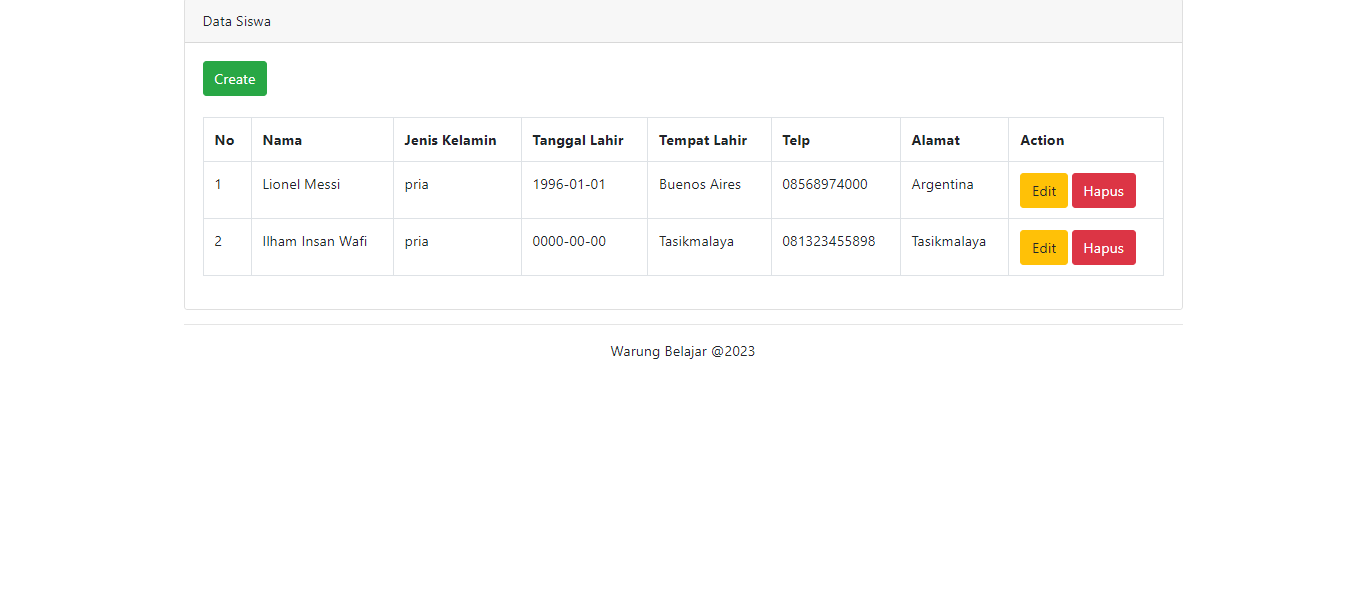 Data Siswa
Create
No Nama Jenis Kelamin Tanggal Lahir Tempat Lahir Telp Alamat Action
1 Lionel Messi pria 1996-01-01 Buenos Aires 08568974000 Argentina Edit Hapus
2 Ilham Insan Wafi pria 0000-00-00 Tasikmalaya 081323455898 Tasikmalaya Edit Hapus
Warung Belajar @2023